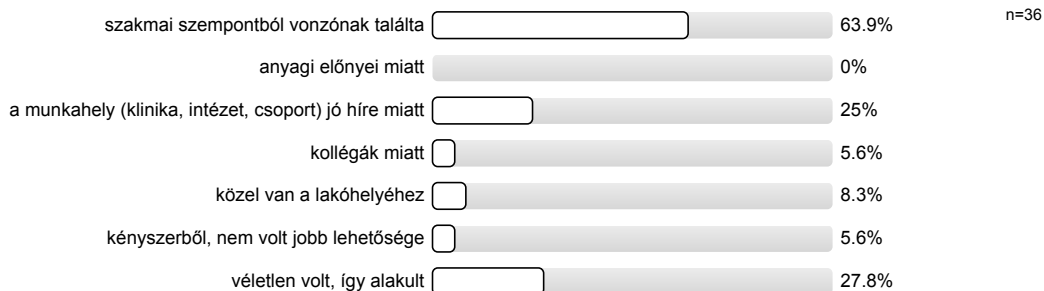 szakmai szempontból vonzónak találta 63.9% n=36
anyagi előnyei miatt 0%
a munkahely (klinika, intézet, csoport) jó híre miatt 25%
kollégák miatt 5.6%
közel van a lakóhelyéhez 8.3%
kényszerből, nem volt jobb lehetősége 5.6%
véletlen volt, így alakult 27.8%